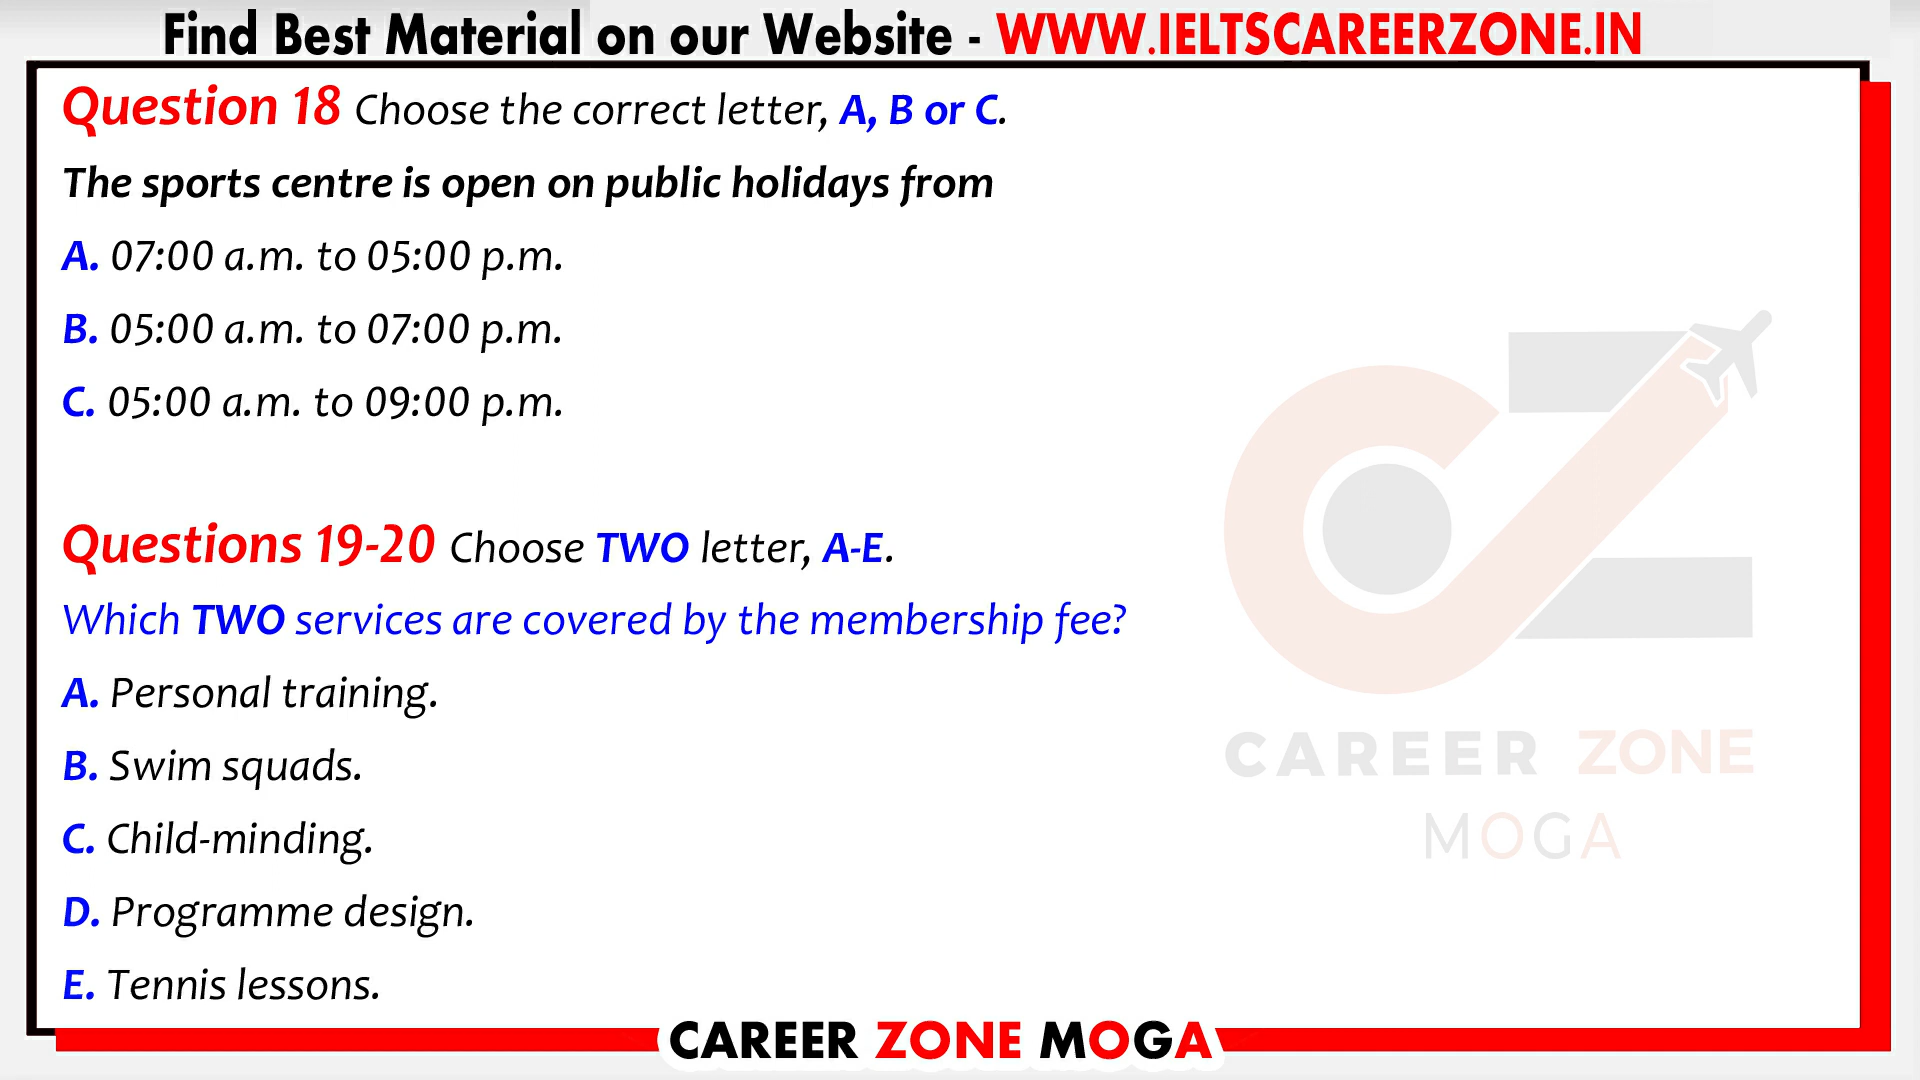 Find Best Material on our Website - WWW.IELTSCAREERZONE.IN
Question 18 Choose the correct letter, A, B or C.
The sports centre is open on public holidays from
A. 07:00 a.m. to 05:00 p.m.
B. 05:00 a.m. to 07:00 p.m.
C. 05:00 a.m. to 09:00 p.m.
Questions 19-20 Choose TWO letter, A-E.
Which TWO services are covered by the membership fee?
A. Personal training.
B. Swim squads.
C. Child-minding.
D. Programme design.
E. Tennis lessons.
CAREER ZONE
MOGA
CAREER ZONE MOGA